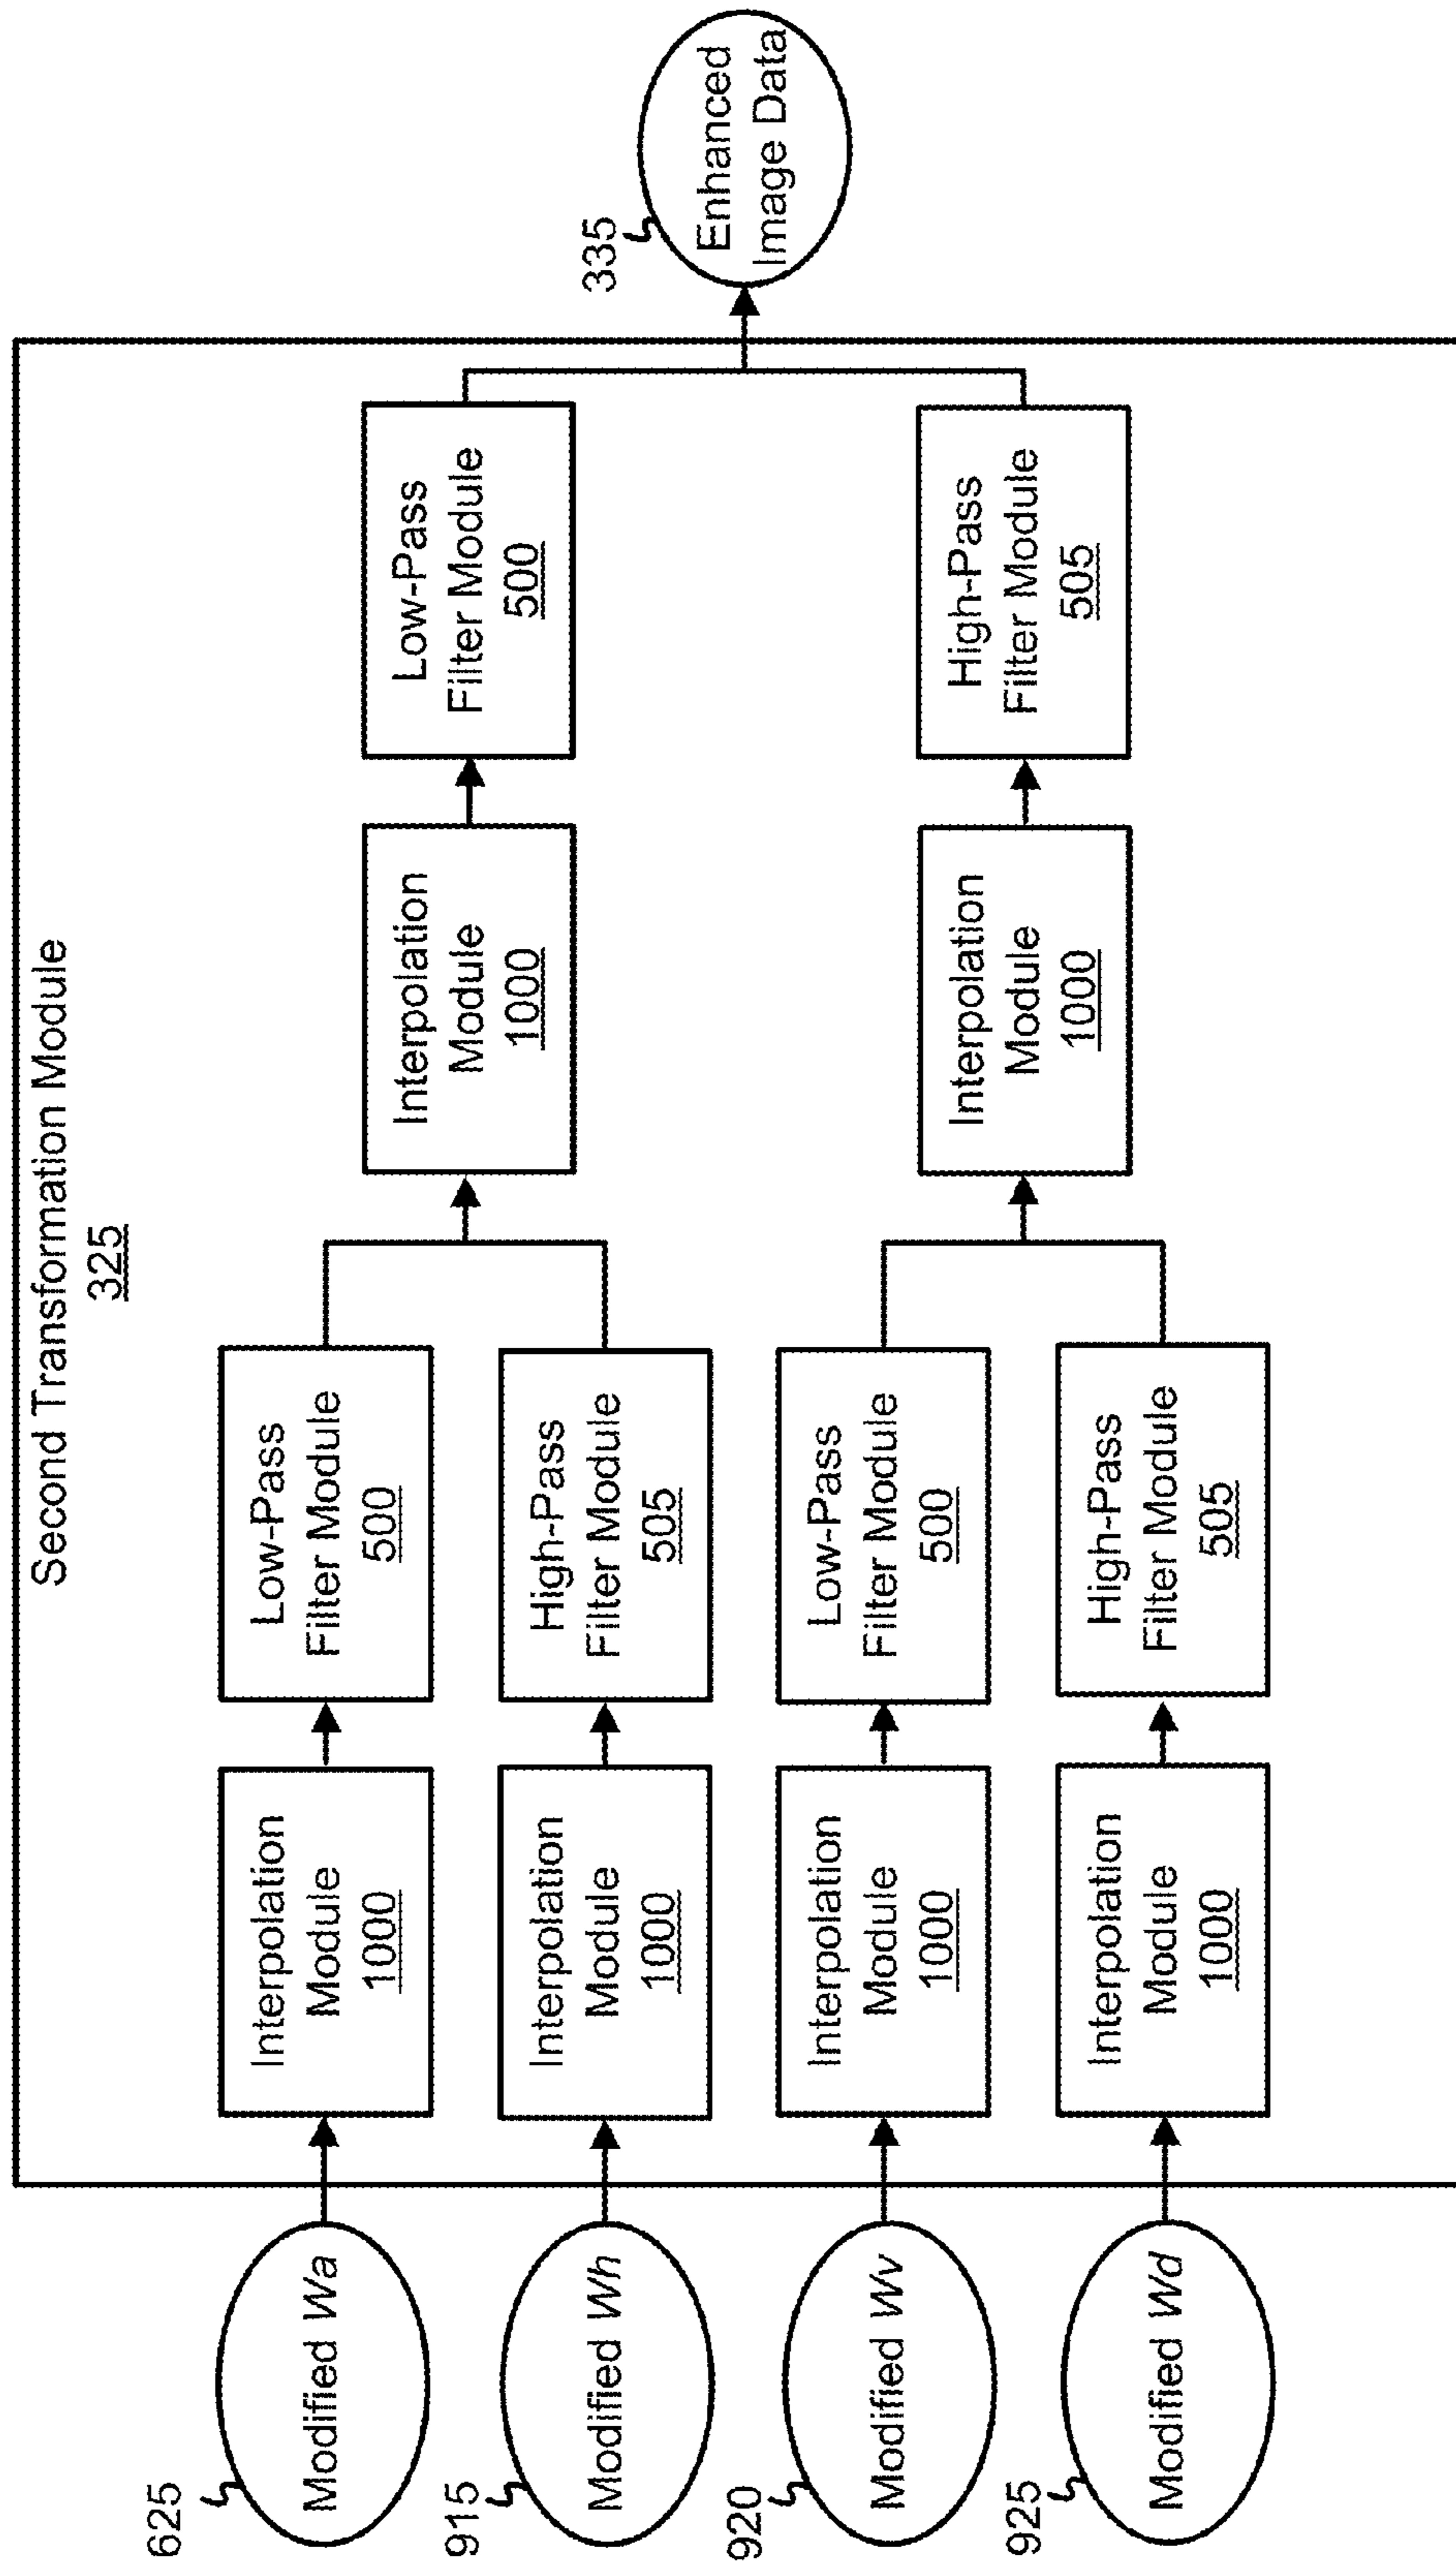 Second Transformation Module
325
625
Modified Wa
Interpolation
Module
1000
Low-Pass
Filter Module
500
915
Modified Wh
Interpolation
Module
1000
High-Pass
Filter Module
505
Interpolation
Module
1000
Low-Pass
Filter Module
500
920
Modified Wv
Interpolation
Module
1000
Low-Pass
Filter Module
500
925
Modified Wd
Interpolation
Module
1000
High-Pass
Filter Module
505
Interpolation
Module
1000
High-Pass
Filter Module
505
335
Enhanced
Image Data